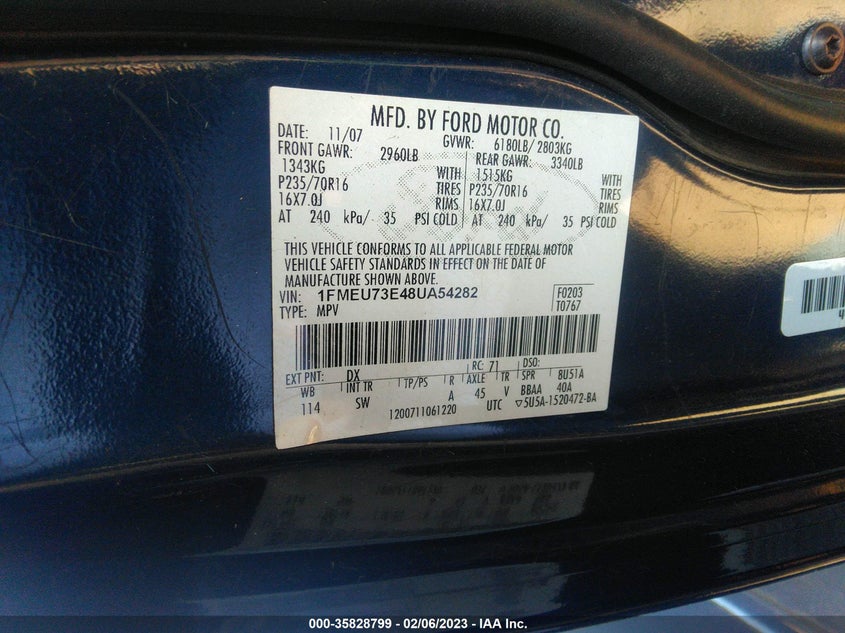 MFD. BY FORD MOTOR CO.
DATE: 11/07 GVWR: 6180LB/ 2803KG
FRONT GAWR: 2960LB REAR GAWR: 3340LB
1343KG WITH 1515KG WITH
P235/70R16 TIRES P235/70R16 TIRES
16X7.0J RIMS 16X7.0J RIMS
AT 240 kPa/ 35 PSI COLD AT 240 kPa/ 35 PSI COLD
THIS VEHICLE CONFORMS TO ALL APPLICABLE FEDERAL MOTOR
VEHICLE SAFETY STANDARDS IN EFFECT ON THE DATE OF
MANUFACTURE SHOWN ABOVE.
VIN: 1FMEU73E48UA54282 F0203
TYPE: MPV T0767
EXT PNT: DX RC: 71 DSO:
WB INT TR TP/PS R AXLE TR SPR 8U51A
114 SW A 45 V BBAA 40A
1200711061220 UTC ▽5U5A-1520472-BA
000-35828799 / 02/06/2023 - IAA Inc.